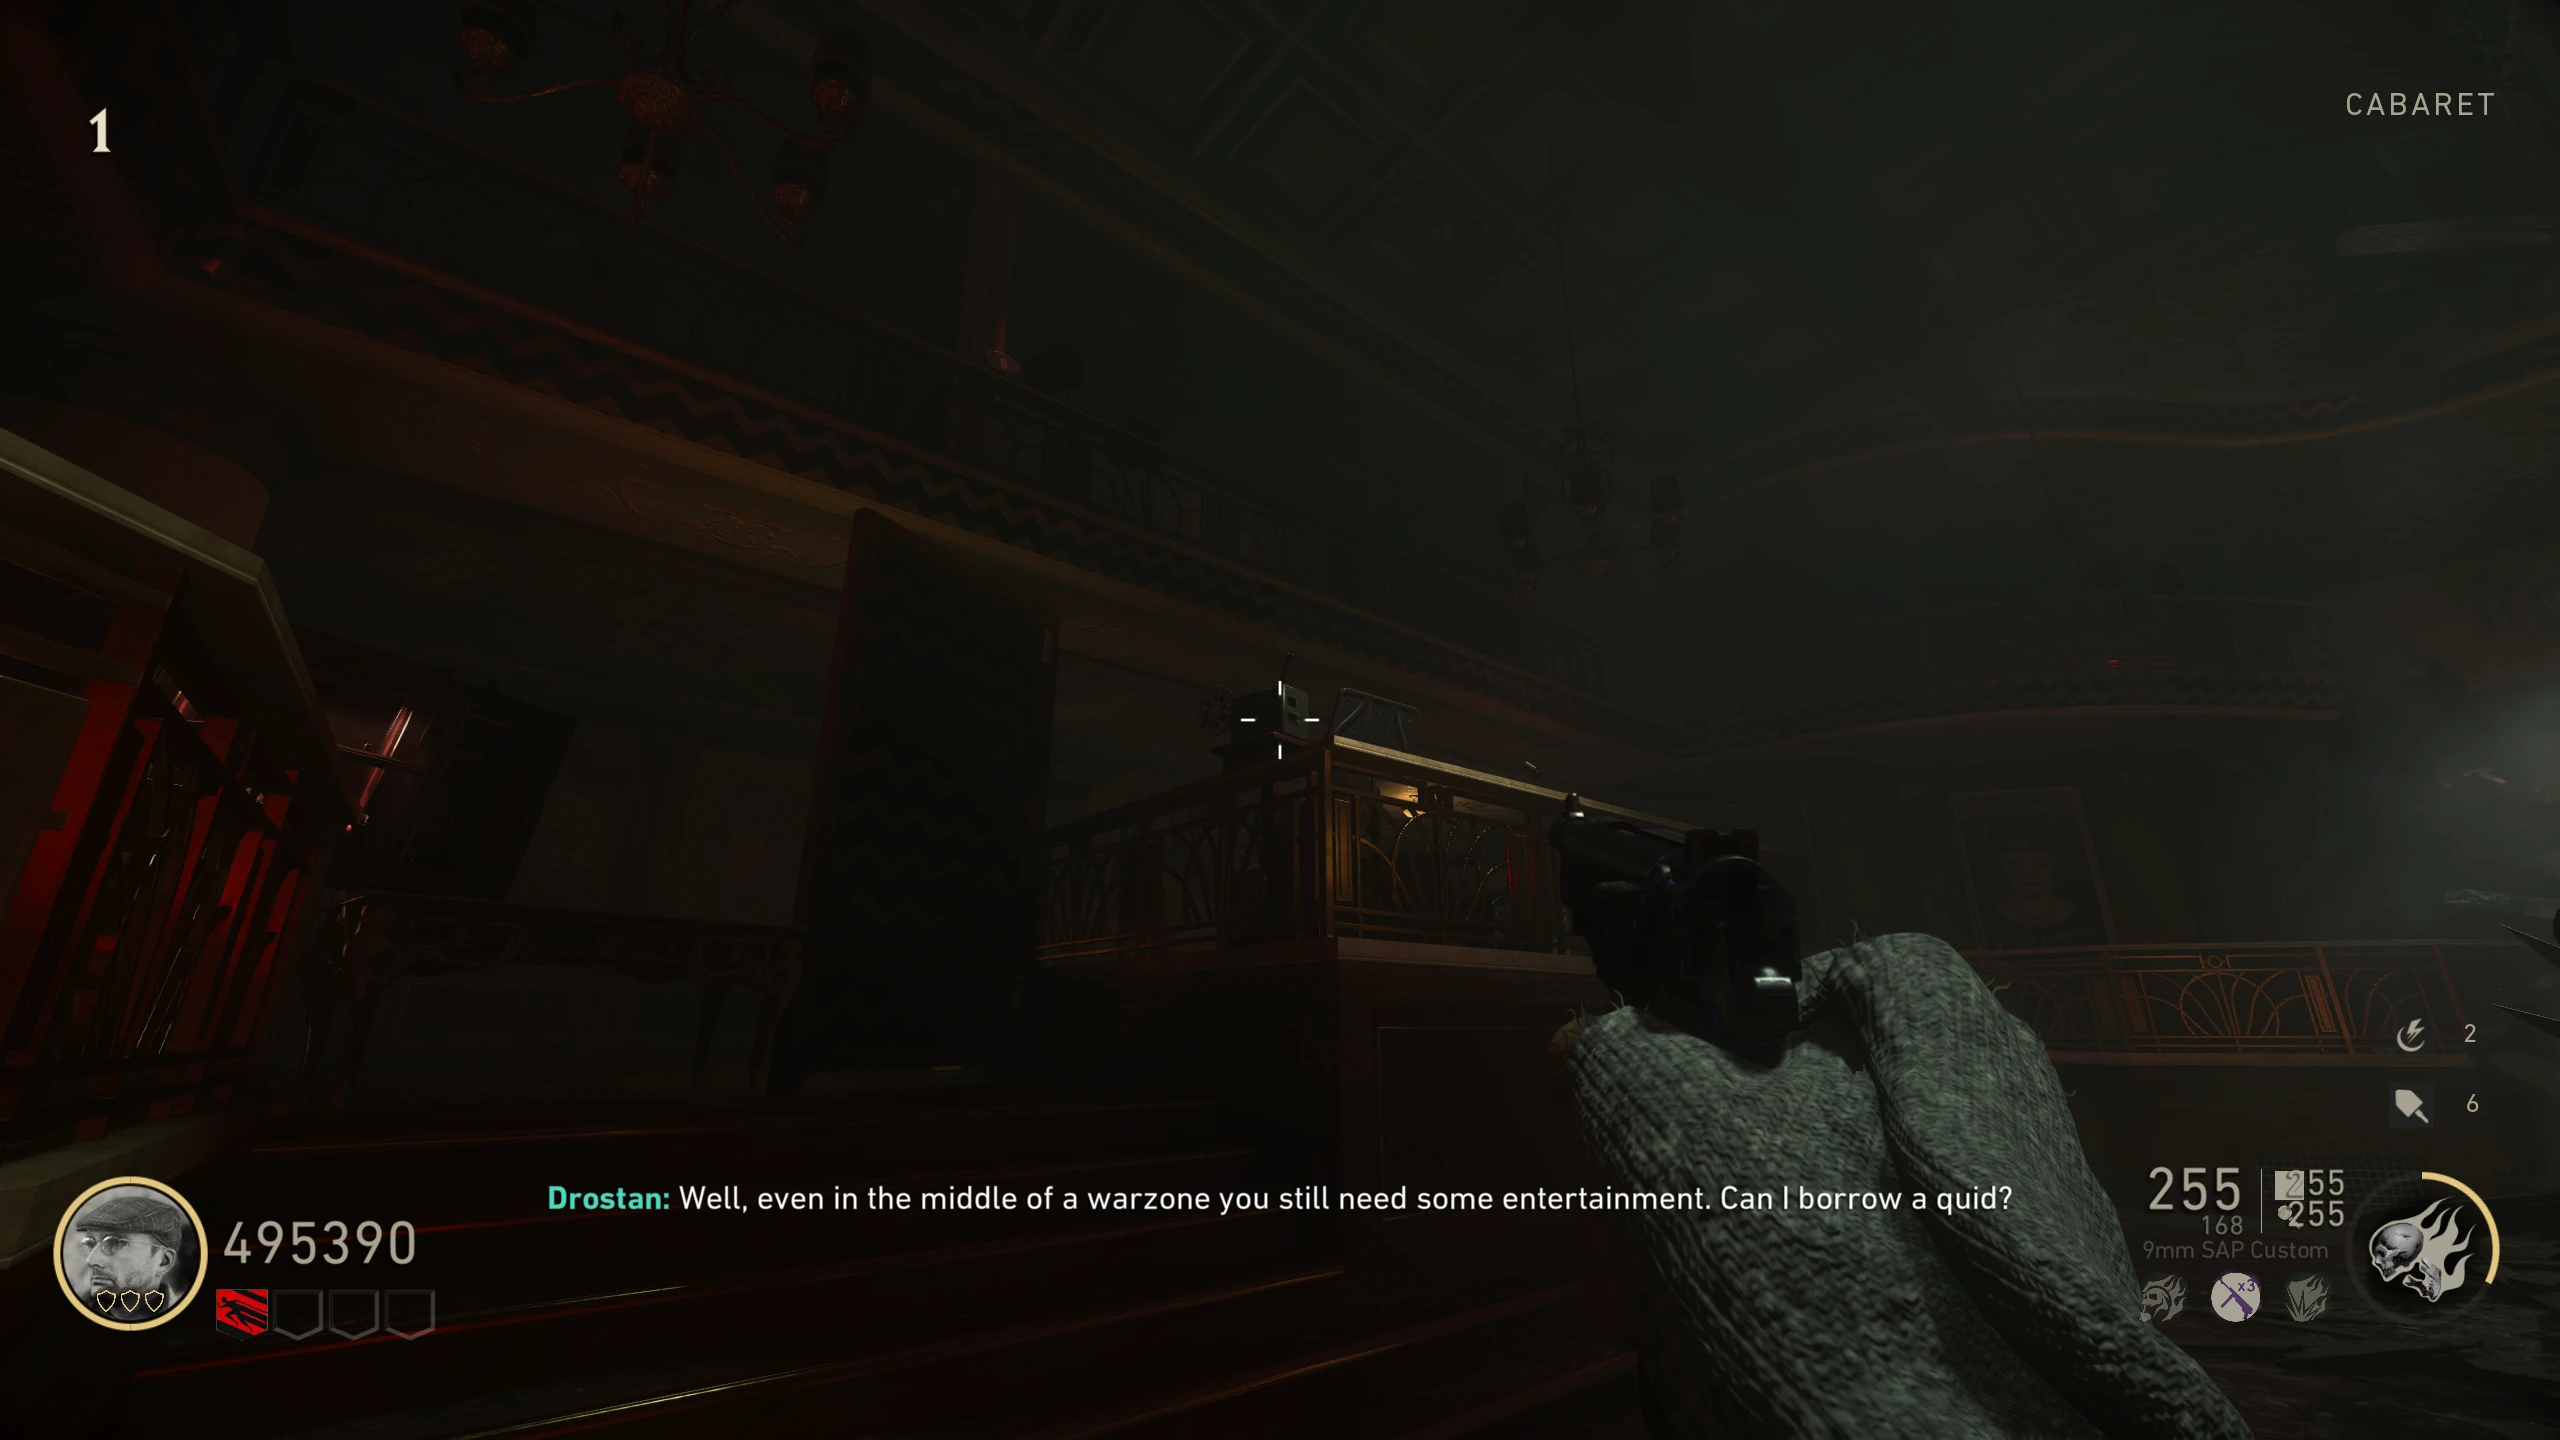 1
CABARET
2
6
Drostan: Well, even in the middle of a warzone you still need some entertainment. Can I borrow a quid?
495390
255
255
168
255
9mm SAP Custom
x3